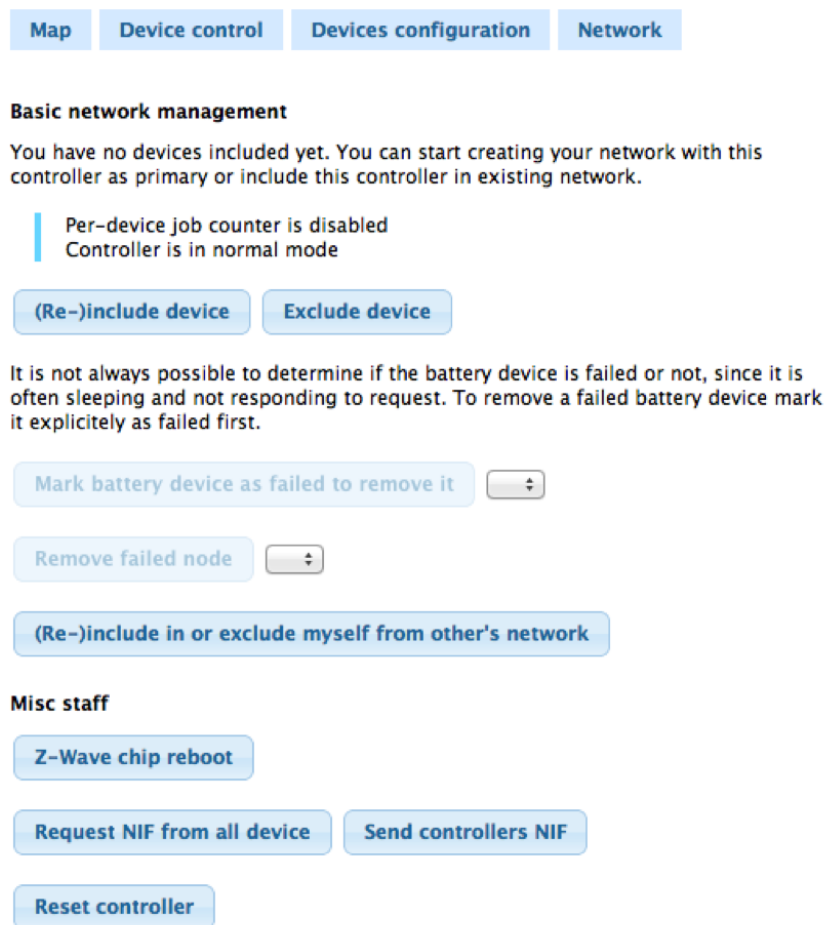 Map Device control Devices configuration Network
Basic network management
You have no devices included yet. You can start creating your network with this
controller as primary or include this controller in existing network.
Per-device job counter is disabled
Controller is in normal mode
(Re-)include device Exclude device
It is not always possible to determine if the battery device is failed or not, since it is
often sleeping and not responding to request. To remove a failed battery device mark
it explicitely as failed first.
Mark battery device as failed to remove it
Remove failed node
(Re-)include in or exclude myself from other's network
Misc staff
Z-Wave chip reboot
Request NIF from all device Send controllers NIF
Reset controller